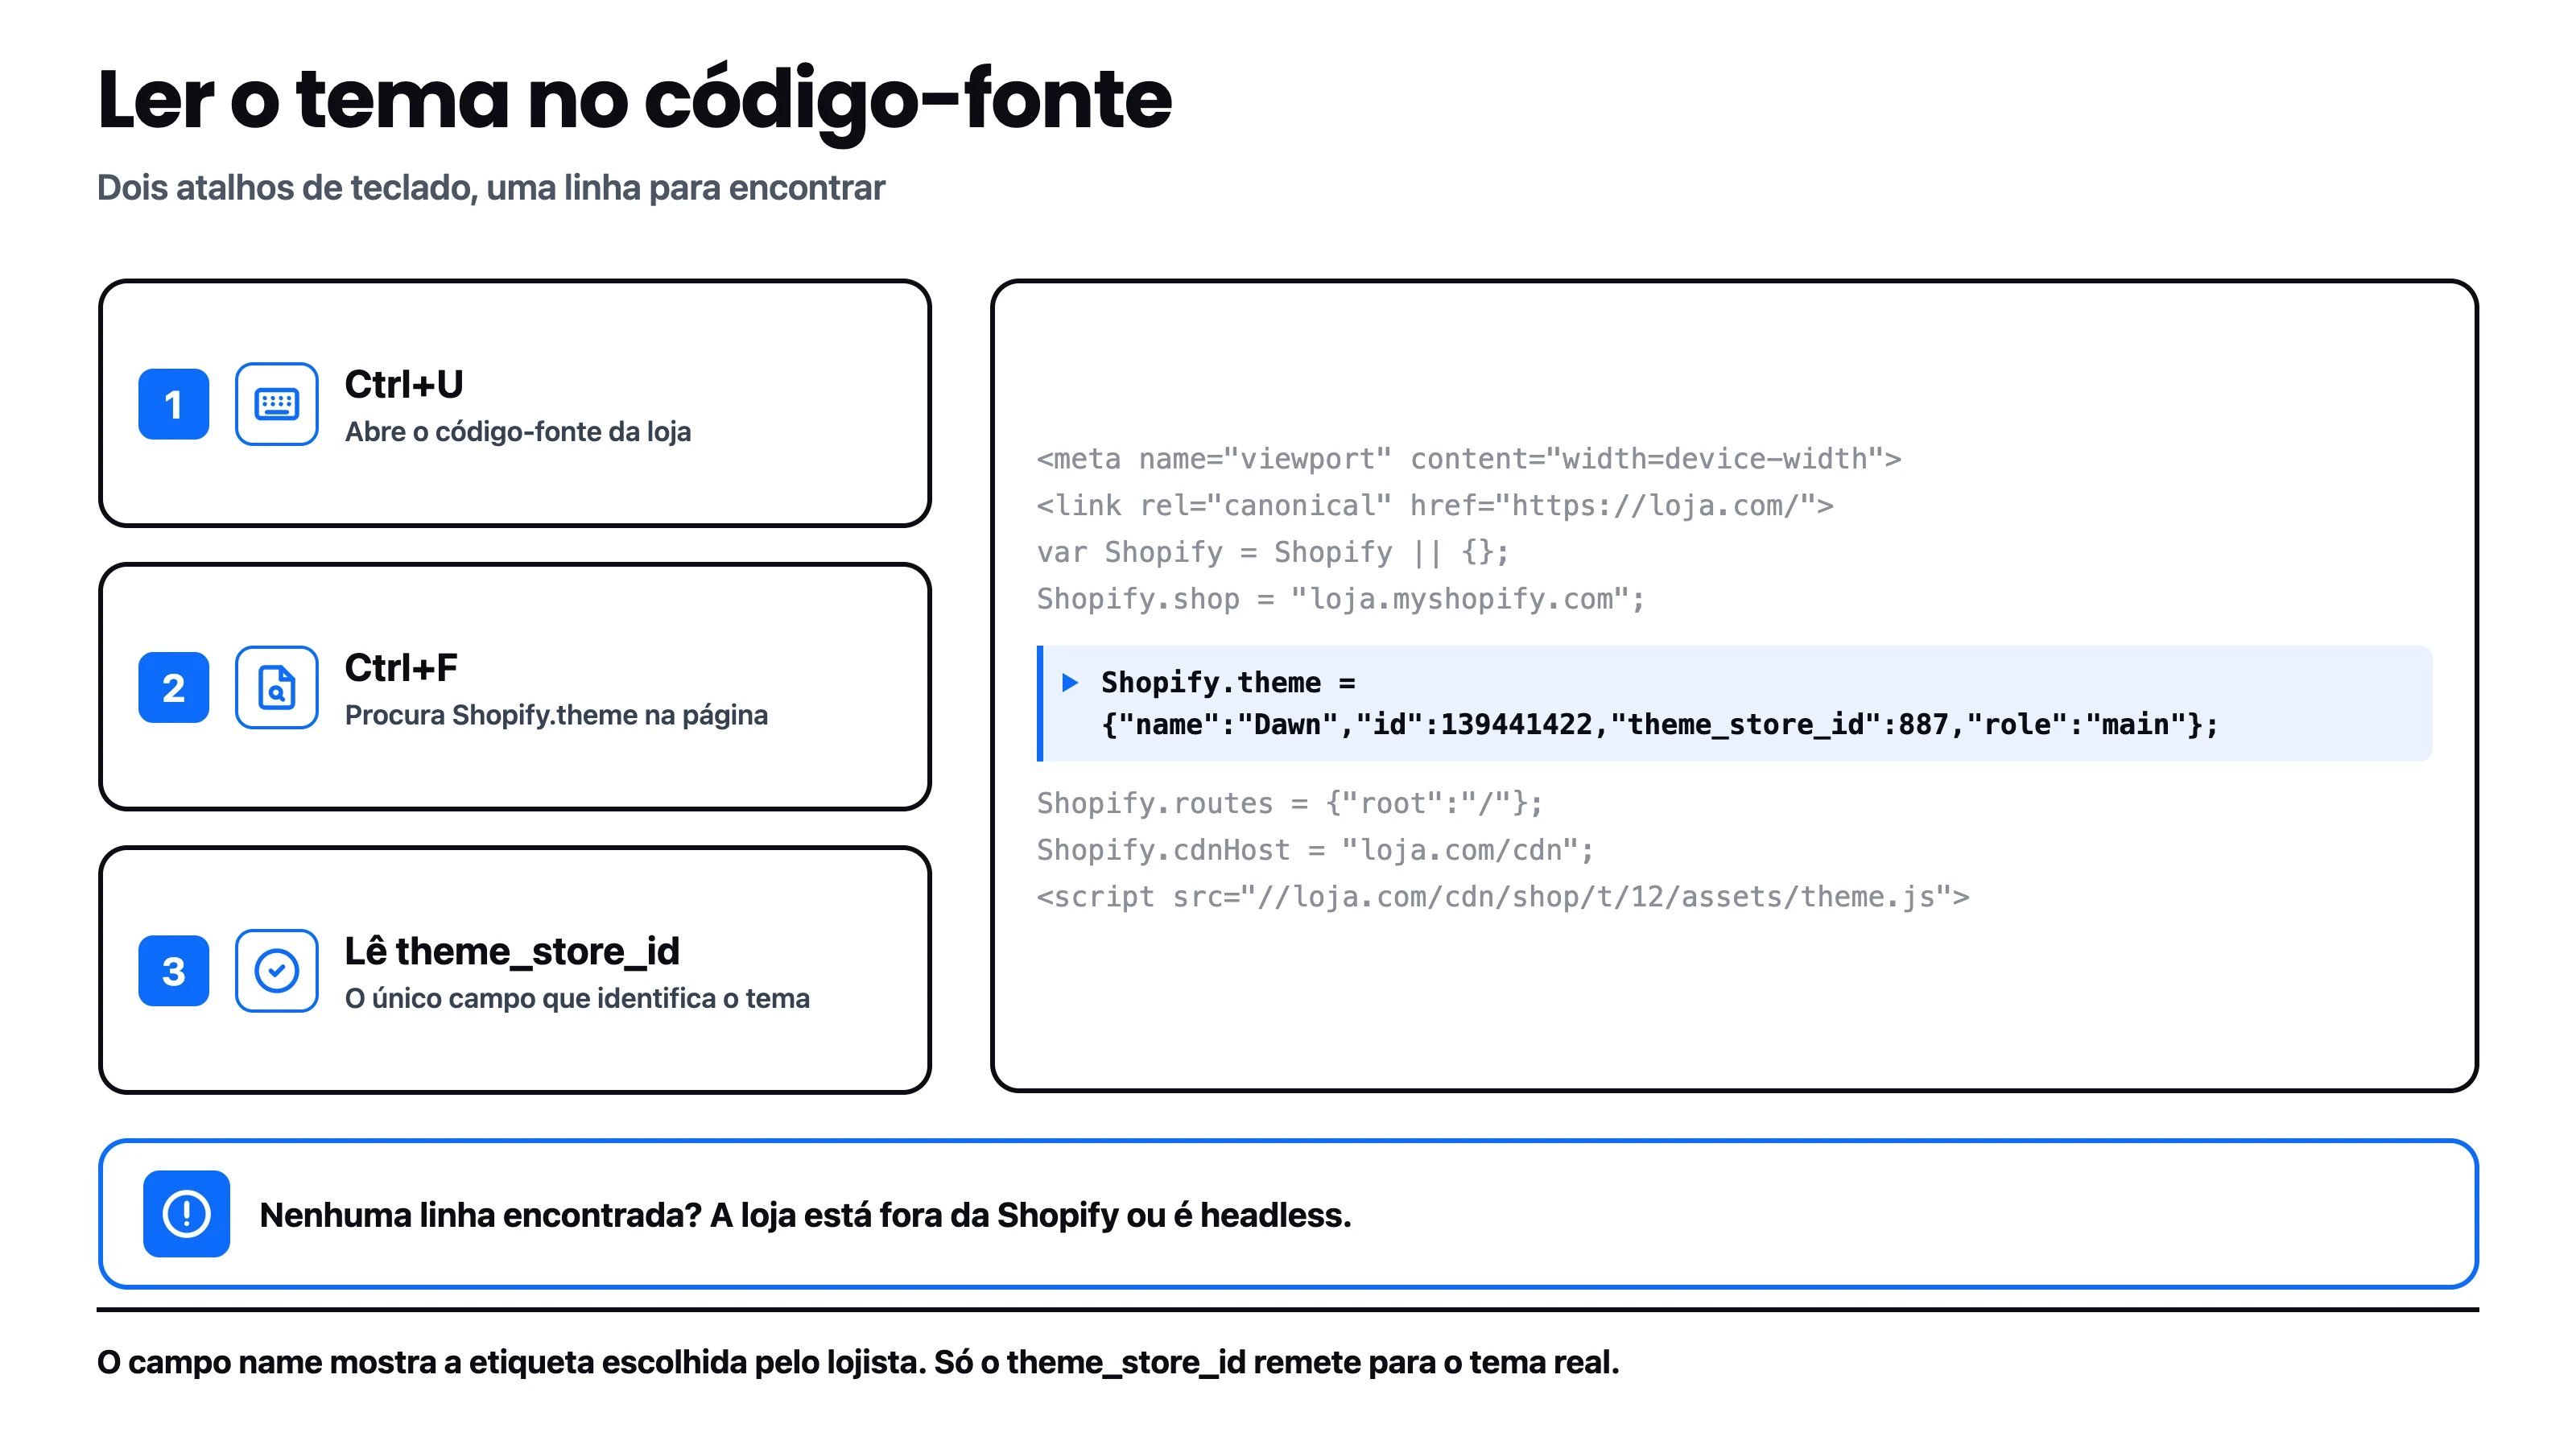 Ler o tema no código-fonte
Dois atalhos de teclado, uma linha para encontrar
1
Ctrl+U
Abre o código-fonte da loja
2
Ctrl+F
Procura Shopify.theme na página
3
Lê theme_store_id
O único campo que identifica o tema
<meta name="viewport" content="width=device-width">
<link rel="canonical" href="https://loja.com/">
var Shopify = Shopify || {};
Shopify.shop = "loja.myshopify.com";
Shopify.theme =
{"name":"Dawn","id":139441422,"theme_store_id":887,"role":"main"};
Shopify.routes = {"root":"/"};
Shopify.cdnHost = "loja.com/cdn";
<script src="//loja.com/cdn/shop/t/12/assets/theme.js">
Nenhuma linha encontrada? A loja está fora da Shopify ou é headless.
O campo name mostra a etiqueta escolhida pelo lojista. Só o theme_store_id remete para o tema real.